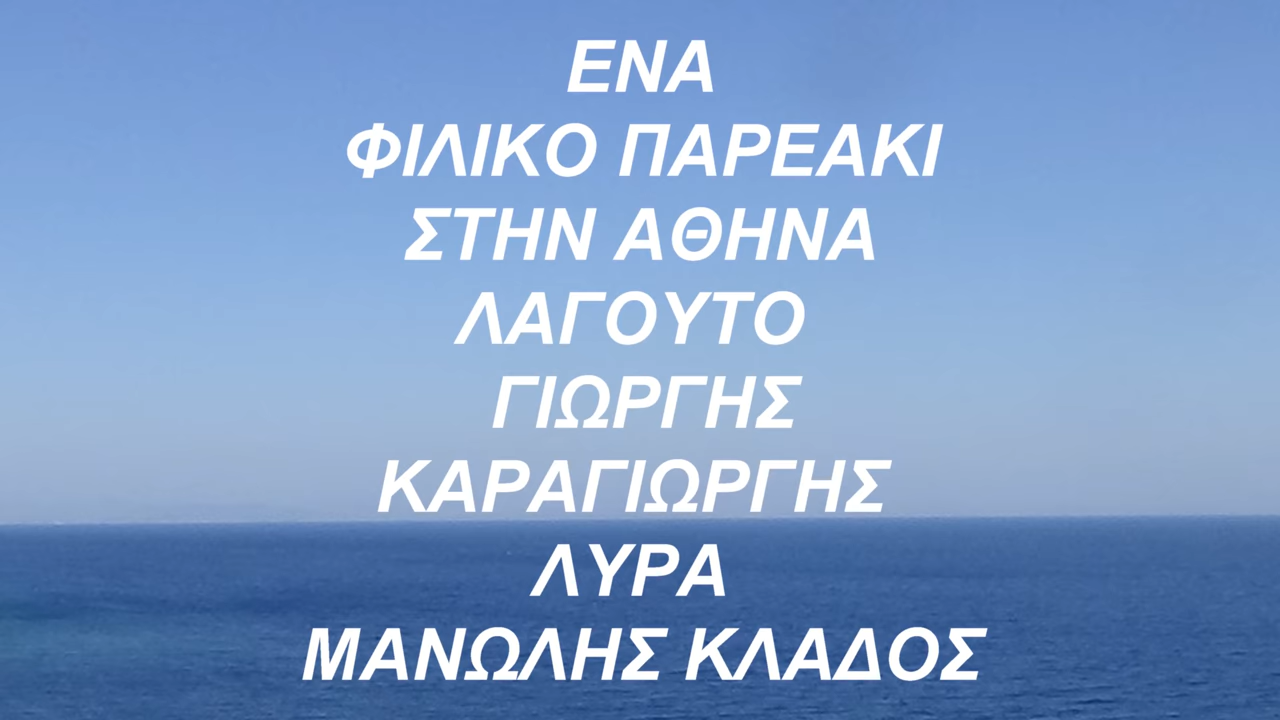 ΕΝΑ
ΦΙΛΙΚΟ ΠΑΡΕΑΚΙ
ΣΤΗΝ ΑΘΗΝΑ
ΛΑΓΟΥΤΟ
ΓΙΩΡΓΗΣ
ΚΑΡΑΓΙΩΡΓΗΣ
ΛΥΡΑ
ΜΑΝΩΛΗΣ ΚΛΑΔΟΣ